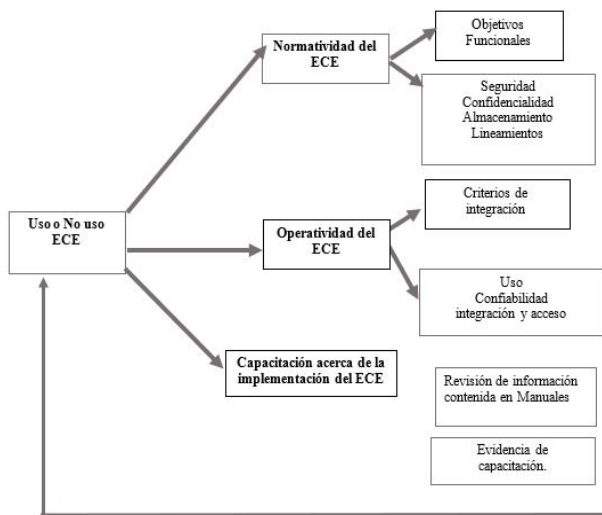 Normatividad del
ECE
Objetivos
Funcionales
Seguridad
Confidencialidad
Almacenamiento
Lineamientos
Uso o No uso
ECE
Operatividad del
ECE
Criterios de
integración
Uso
Confiabilidad
integración y acceso
Capacitación acerca de la
implementación del ECE
Revisión de información
contenida en Manuales
Evidencia de
capacitación.